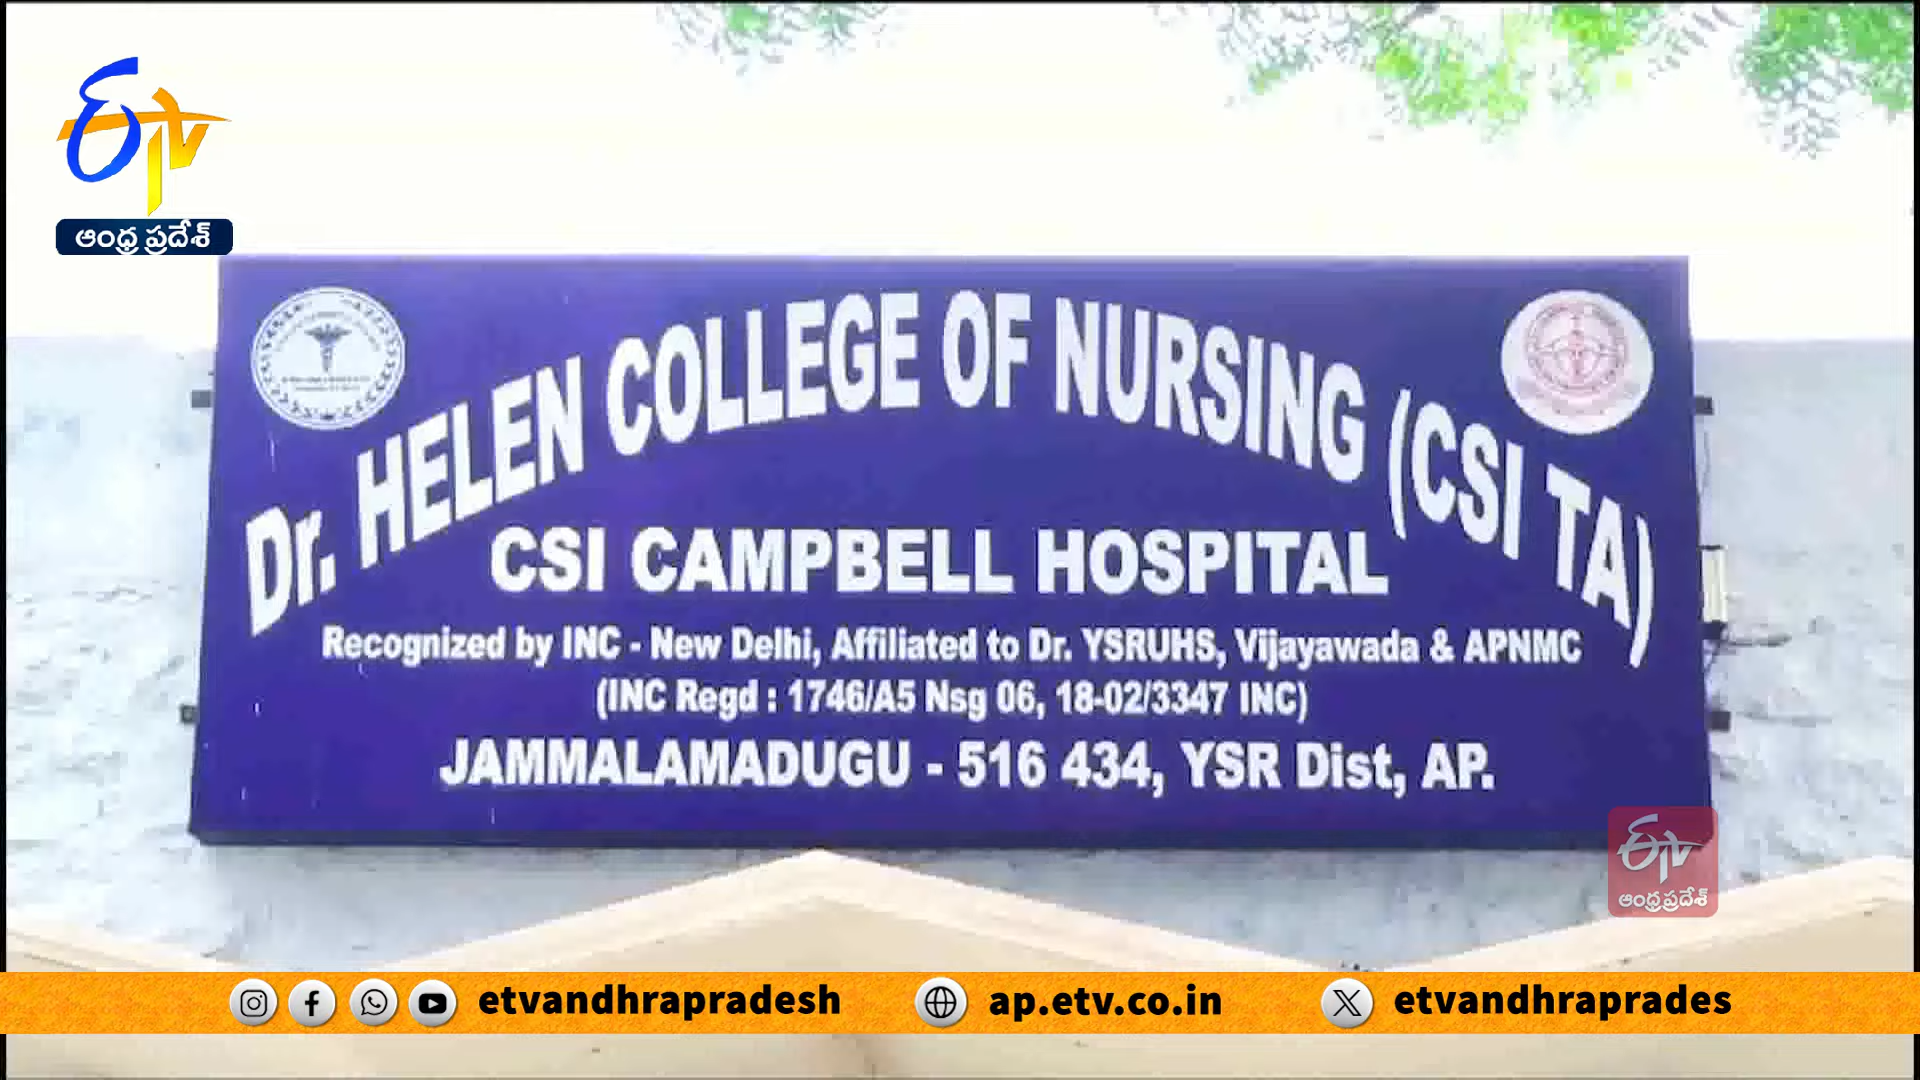 ETV
ఆంధ్ర ప్రదేశ్
Dr. HELEN COLLEGE OF NURSING (CSI TA)
CSI CAMPBELL HOSPITAL
Recognized by INC - New Delhi, Affiliated to Dr. YSRUHS, Vijayawada & APNMC
(INC Regd : 1746/A5 Nsg 06, 18-02/3347 INC)
JAMMALAMADUGU - 516 434, YSR Dist, AP.
ETV
ఆంధ్రప్రదేశ్
etvandhrapradesh
ap.etv.co.in
etvandhraprades